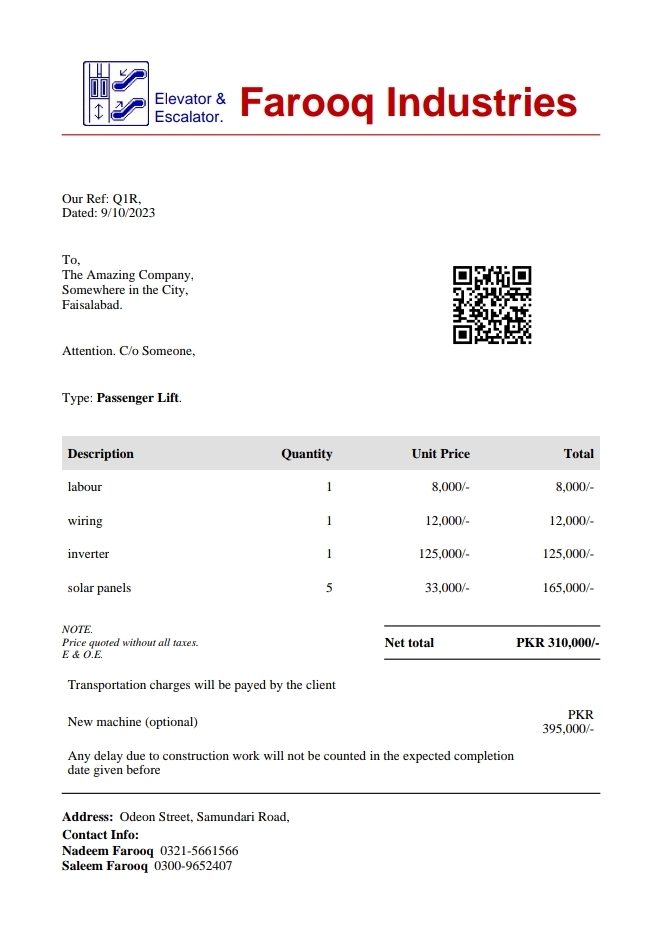 Elevator &
Escalator.
Farooq Industries
Our Ref: Q1R,
Dated: 9/10/2023
To,
The Amazing Company,
Somewhere in the City,
Faisalabad.
Attention. C/o Someone,
Type: Passenger Lift.
Description Quantity Unit Price Total
labour 1 8,000/- 8,000/-
wiring 1 12,000/- 12,000/-
inverter 1 125,000/- 125,000/-
solar panels 5 33,000/- 165,000/-
NOTE.
Price quoted without all taxes.
E & O.E.
Net total PKR 310,000/-
Transportation charges will be payed by the client
New machine (optional) PKR
395,000/-
Any delay due to construction work will not be counted in the expected completion
date given before
Address: Odeon Street, Samundari Road,
Contact Info:
Nadeem Farooq 0321-5661566
Saleem Farooq 0300-9652407